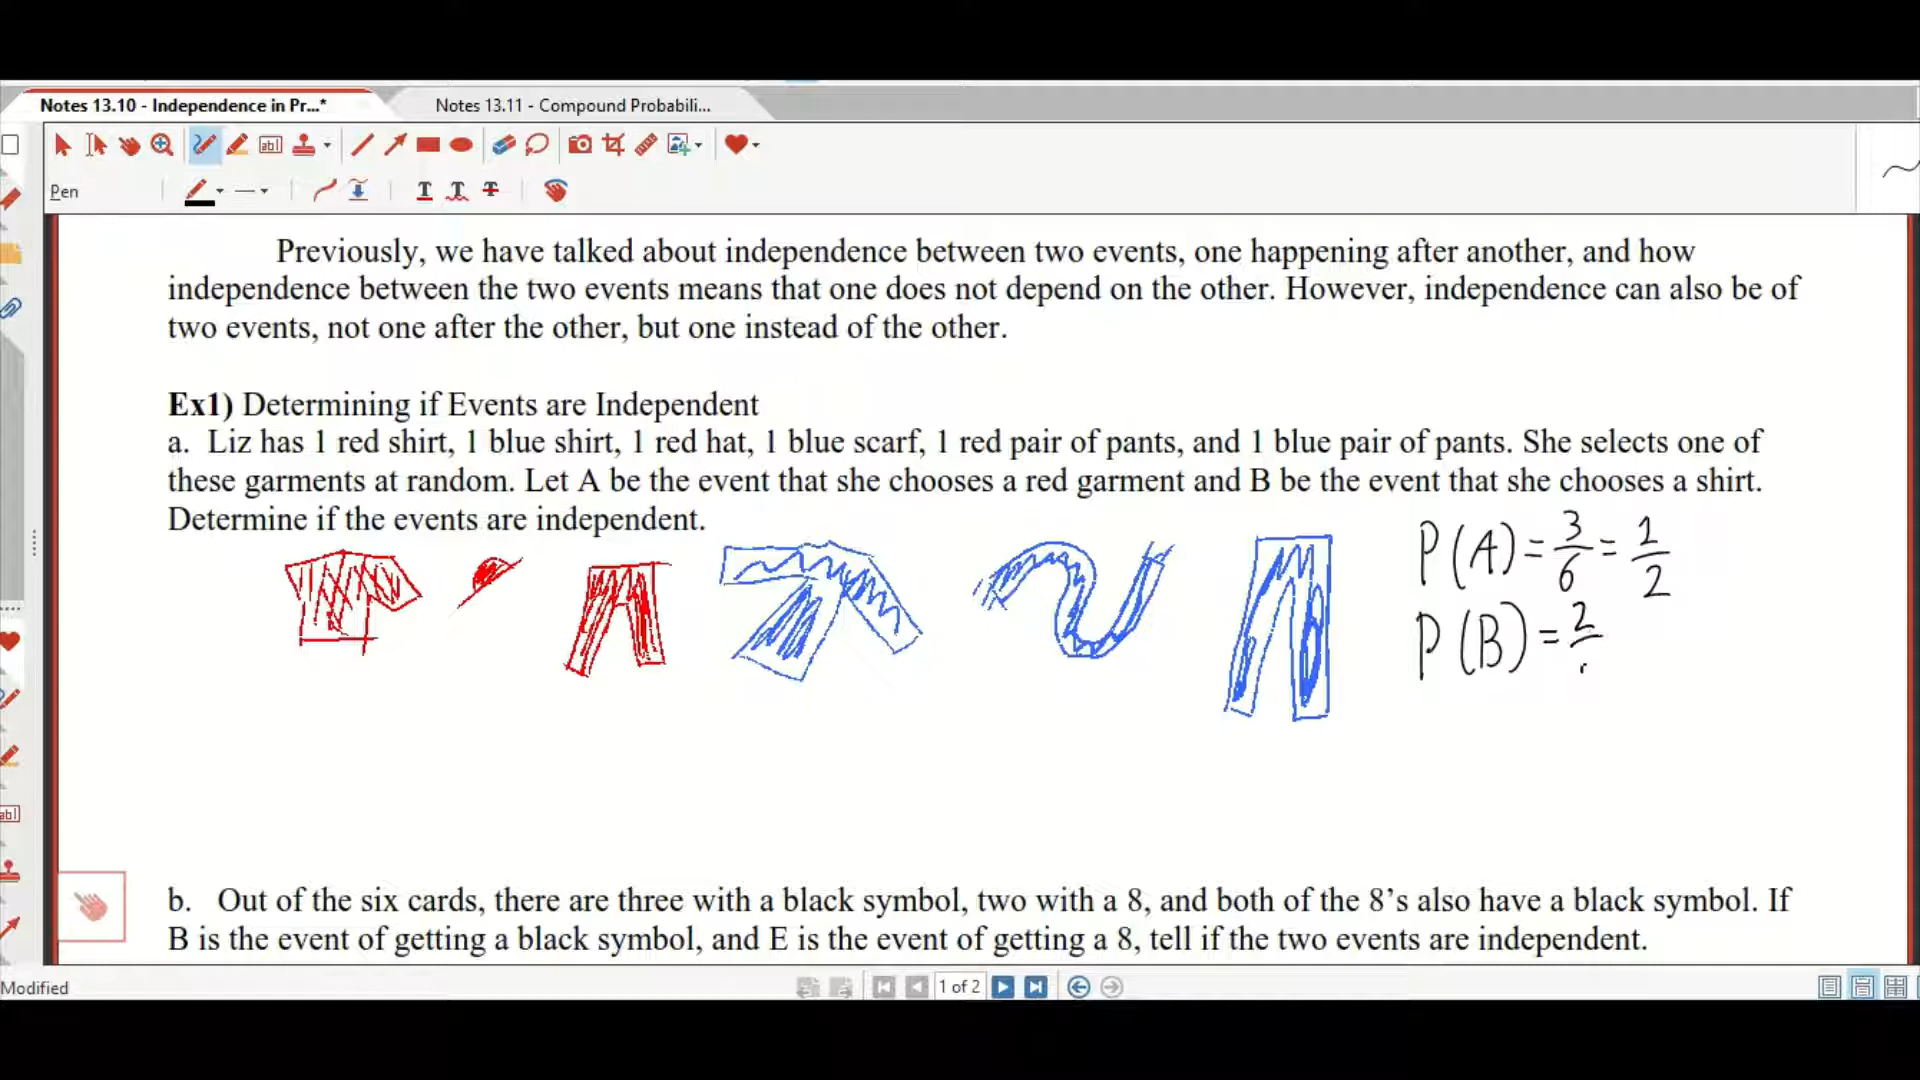 Notes 13.10 - Independence in Pr...*
Notes 13.11 - Compound Probabili...
abl
Pen
T T T
Previously, we have talked about independence between two events, one happening after another, and how
independence between the two events means that one does not depend on the other. However, independence can also be of
two events, not one after the other, but one instead of the other.
Ex1) Determining if Events are Independent
a. Liz has 1 red shirt, 1 blue shirt, 1 red hat, 1 blue scarf, 1 red pair of pants, and 1 blue pair of pants. She selects one of
these garments at random. Let A be the event that she chooses a red garment and B be the event that she chooses a shirt.
Determine if the events are independent.
P(A) = 3/6 = 1/2
P(B) = 2/
abl
b. Out of the six cards, there are three with a black symbol, two with a 8, and both of the 8's also have a black symbol. If
B is the event of getting a black symbol, and E is the event of getting a 8, tell if the two events are independent.
Modified
1 of 2